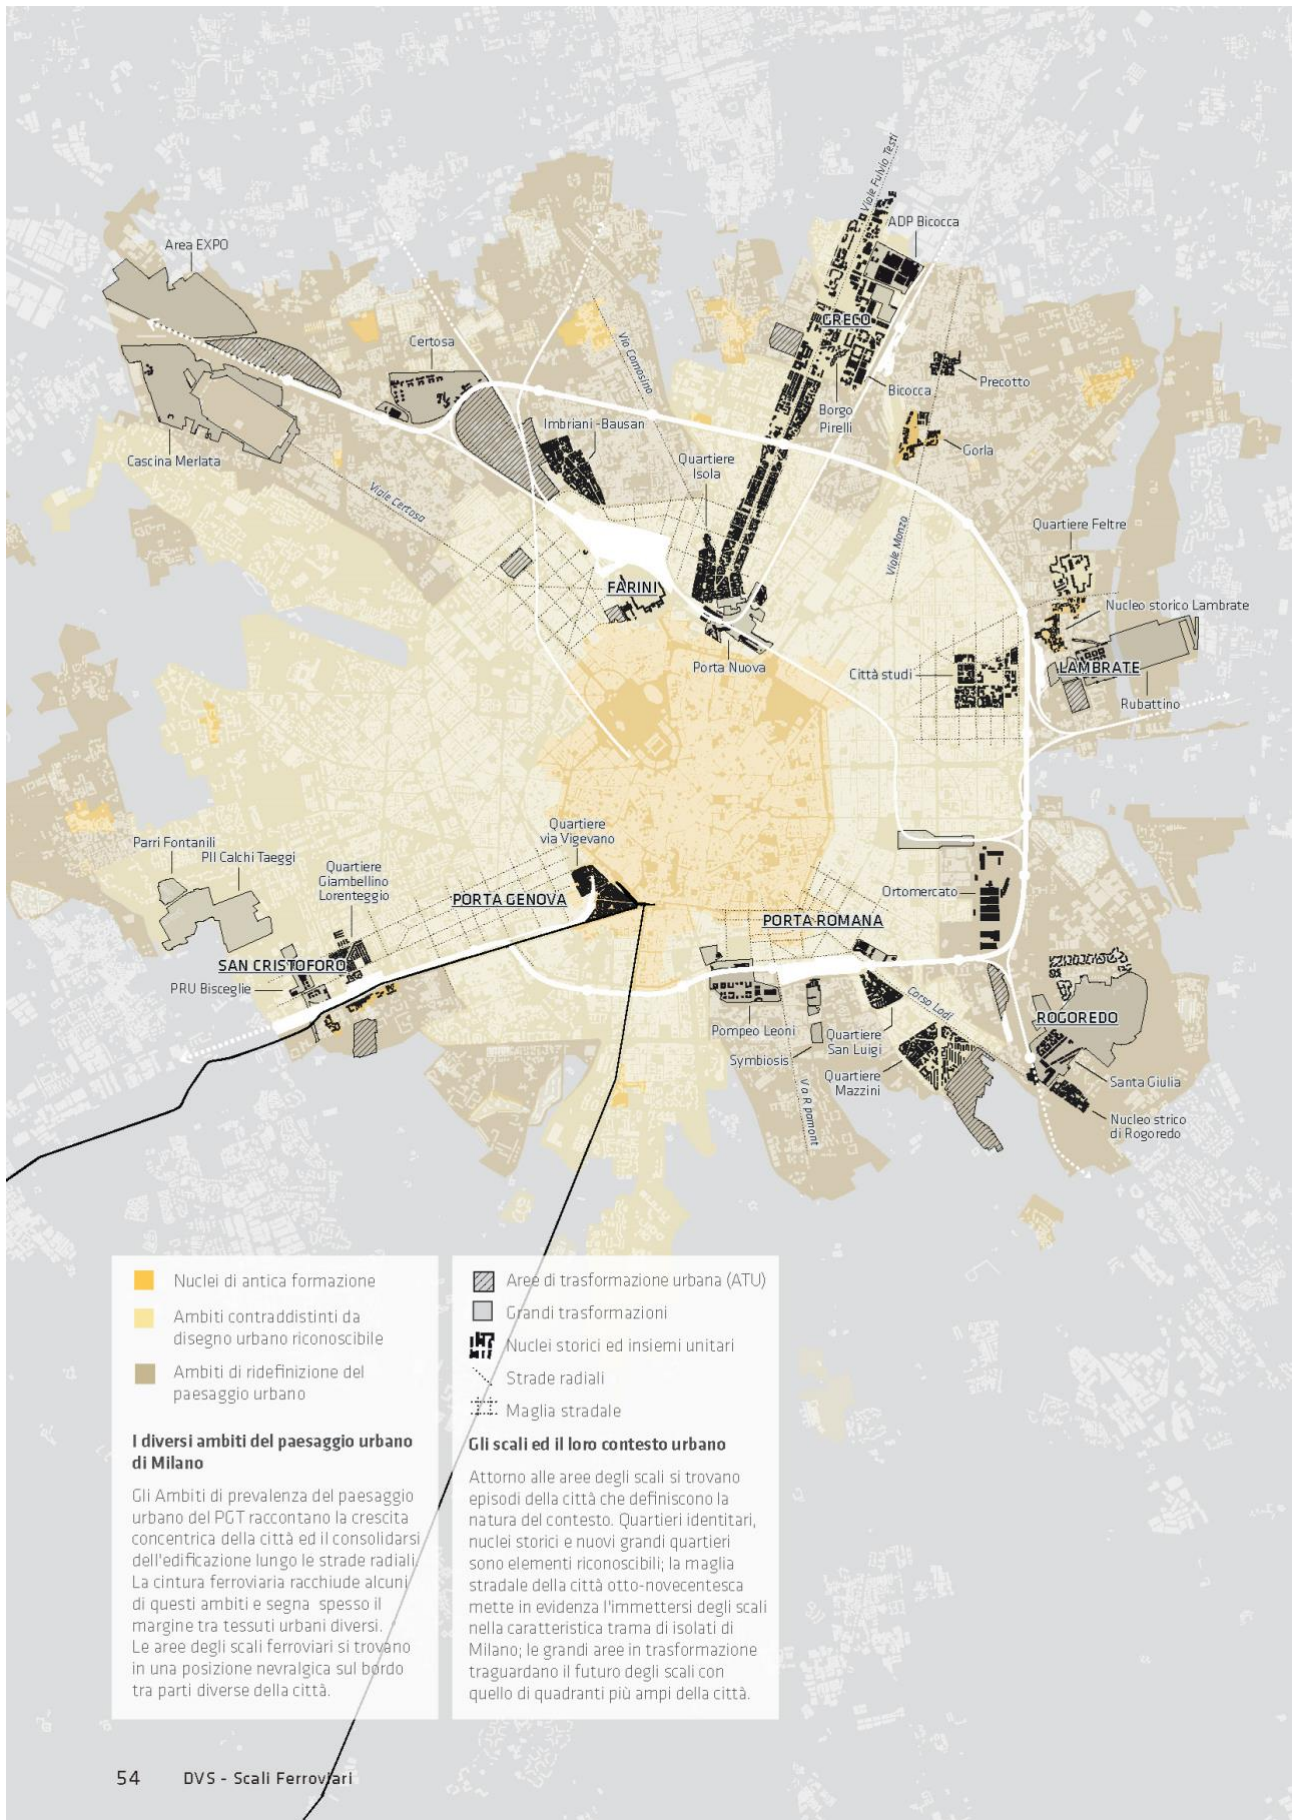 Viale Fulvio Testi
ADP Bicocca
Area EXPO
GRECO
Certosa
Via Comasina
Precotto
Bicocca
Borgo
Pirelli
Imbriani -Bausan
Gorla
Quartiere
Isola
Cascina Merlata
Viale Certosa
Quartiere Feltre
Viale Monza
FARINI
Nucleo storico Lambrate
Porta Nuova
Città studi
LAMBRATE
Rubattino
Quartiere
via Vigevano
Parri Fontanili
PII Calchi Taeggi
Quartiere
Giambellino
Lorenteggio
Ortomercato
PORTA GENOVA
PORTA ROMANA
SAN CRISTOFORO
PRU Bisceglie
Corso Lodi
ROGOREDO
Pompeo Leoni
Symbiosis
Quartiere
San Luigi
Quartiere
Mazzini
Santa Giulia
Nucleo strico
di Rogoredo
Nuclei di antica formazione
Ambiti contraddistinti da
disegno urbano riconoscibile
Ambiti di ridefinizione del
paesaggio urbano
I diversi ambiti del paesaggio urbano
di Milano
Gli Ambiti di prevalenza del paesaggio
urbano del PGT raccontano la crescita
concentrica della città ed il consolidarsi
dell'edificazione lungo le strade radiali.
La cintura ferroviaria racchiude alcuni
di questi ambiti e segna spesso il
margine tra tessuti urbani diversi.
Le aree degli scali ferroviari si trovano
in una posizione nevralgica sul bordo
tra parti diverse della città.
Aree di trasformazione urbana (ATU)
Grandi trasformazioni
Nuclei storici ed insiemi unitari
Strade radiali
Maglia stradale
Gli scali ed il loro contesto urbano
Attorno alle aree degli scali si trovano
episodi della città che definiscono la
natura del contesto. Quartieri identitari,
nuclei storici e nuovi grandi quartieri
sono elementi riconoscibili; la maglia
stradale della città otto-novecentesca
mette in evidenza l'immettersi degli scali
nella caratteristica trama di isolati di
Milano; le grandi aree in trasformazione
traguardano il futuro degli scali con
quello di quadranti più ampi della città.
54 DVS - Scali Ferroviari